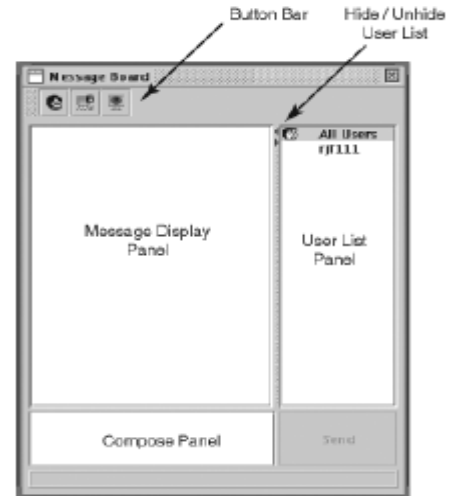 Button Bar
Hide / Unhide
User List
Message Board
All Users
rjf111
Message Display
Panel
User List
Panel
Compose Panel
Send